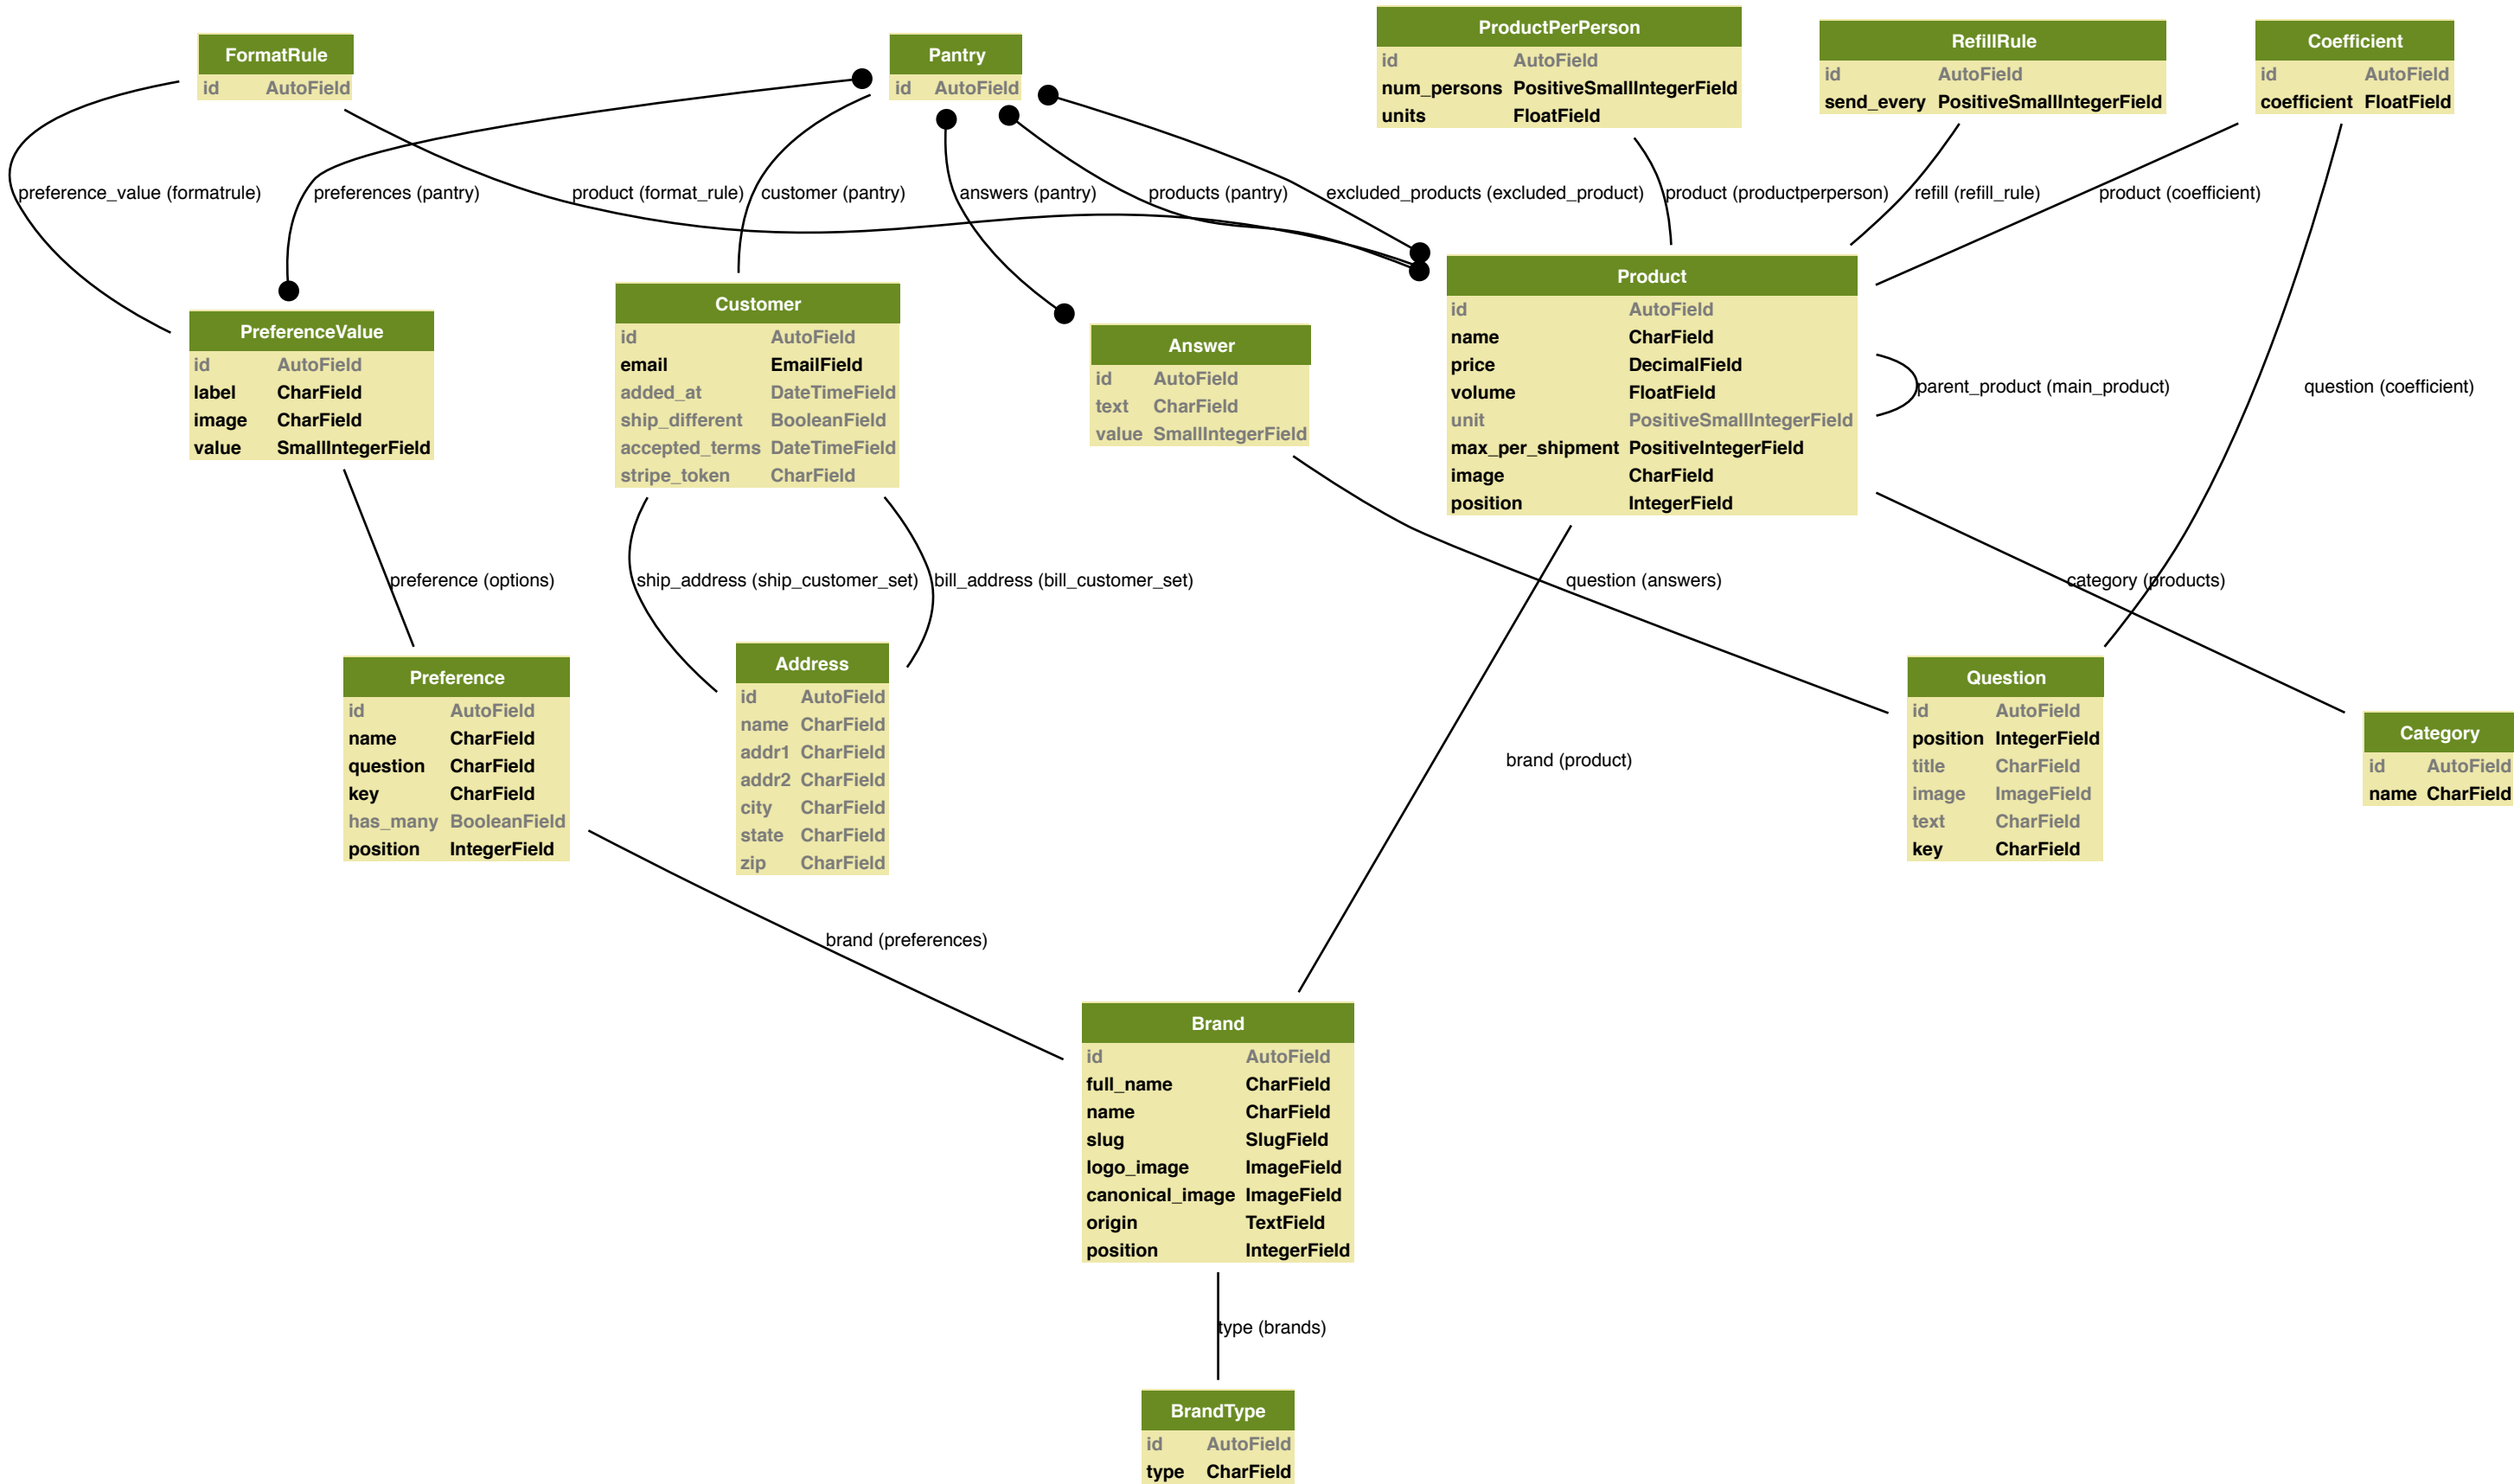 FormatRule
id AutoField
Pantry
id AutoField
ProductPerPerson
id AutoField
num_persons PositiveSmallIntegerField
units FloatField
RefillRule
id AutoField
send_every PositiveSmallIntegerField
Coefficient
id AutoField
coefficient FloatField
preference_value (formatrule)
preferences (pantry)
product (format_rule)
customer (pantry)
answers (pantry)
products (pantry)
excluded_products (excluded_product)
product (productperperson)
refill (refill_rule)
product (coefficient)
PreferenceValue
id AutoField
label CharField
image CharField
value SmallIntegerField
Customer
id AutoField
email EmailField
added_at DateTimeField
ship_different BooleanField
accepted_terms DateTimeField
stripe_token CharField
Answer
id AutoField
text CharField
value SmallIntegerField
Product
id AutoField
name CharField
price DecimalField
volume FloatField
unit PositiveSmallIntegerField
max_per_shipment PositiveIntegerField
image CharField
position IntegerField
parent_product (main_product)
question (coefficient)
preference (options)
ship_address (ship_customer_set)
bill_address (bill_customer_set)
question (answers)
category (products)
Preference
id AutoField
name CharField
question CharField
key CharField
has_many BooleanField
position IntegerField
Address
id AutoField
name CharField
addr1 CharField
addr2 CharField
city CharField
state CharField
zip CharField
brand (product)
Question
id AutoField
position IntegerField
title CharField
image ImageField
text CharField
key CharField
Category
id AutoField
name CharField
brand (preferences)
Brand
id AutoField
full_name CharField
name CharField
slug SlugField
logo_image ImageField
canonical_image ImageField
origin TextField
position IntegerField
type (brands)
BrandType
id AutoField
type CharField